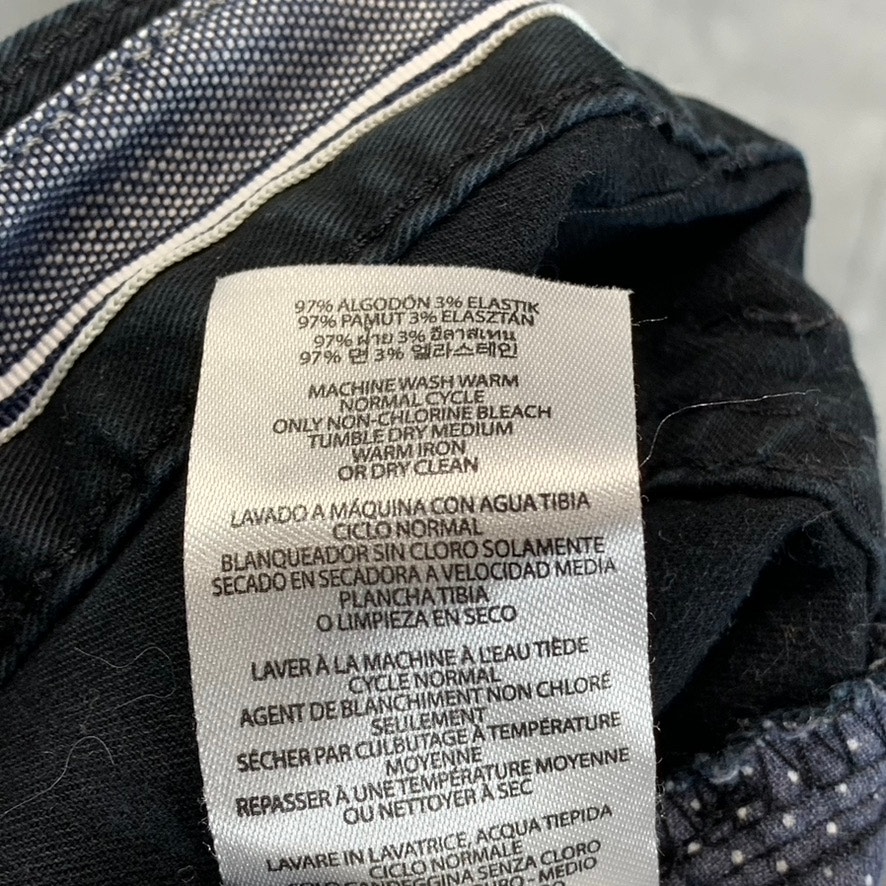 97% ALGODÓN 3% ELASTIK
97% PAMUT 3% ELASZTÁN
97% ฝ้าย 3% อีลาสเทน
97% 면 3% 엘라스테인
MACHINE WASH WARM
NORMAL CYCLE
ONLY NON-CHLORINE BLEACH
TUMBLE DRY MEDIUM
WARM IRON
OR DRY CLEAN
LAVADO A MÁQUINA CON AGUA TIBIA
CICLO NORMAL
BLANQUEADOR SIN CLORO SOLAMENTE
SECADO EN SECADORA A VELOCIDAD MEDIA
PLANCHA TIBIA
O LIMPIEZA EN SECO
LAVER À LA MACHINE À L'EAU TIÈDE
CYCLE NORMAL
AGENT DE BLANCHIMENT NON CHLORÉ
SEULEMENT
SÉCHER PAR CULBUTAGE À TEMPÉRATURE
MOYENNE
REPASSER À UNE TEMPÉRATURE MOYENNE
OU NETTOYER À SEC
LAVARE IN LAVATRICE, ACQUA TIEPIDA
CICLO NORMALE
SOLO CANDEGGINA SENZA CLORO
- MEDIO